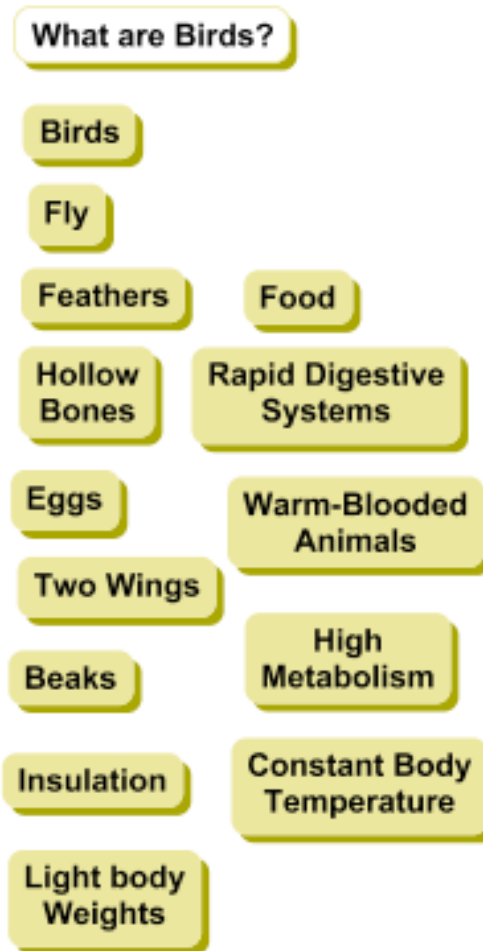 What are Birds?
Birds
Fly
Feathers
Food
Hollow
Bones
Rapid Digestive
Systems
Eggs
Warm-Blooded
Animals
Two Wings
High
Metabolism
Beaks
Insulation
Constant Body
Temperature
Light body
Weights